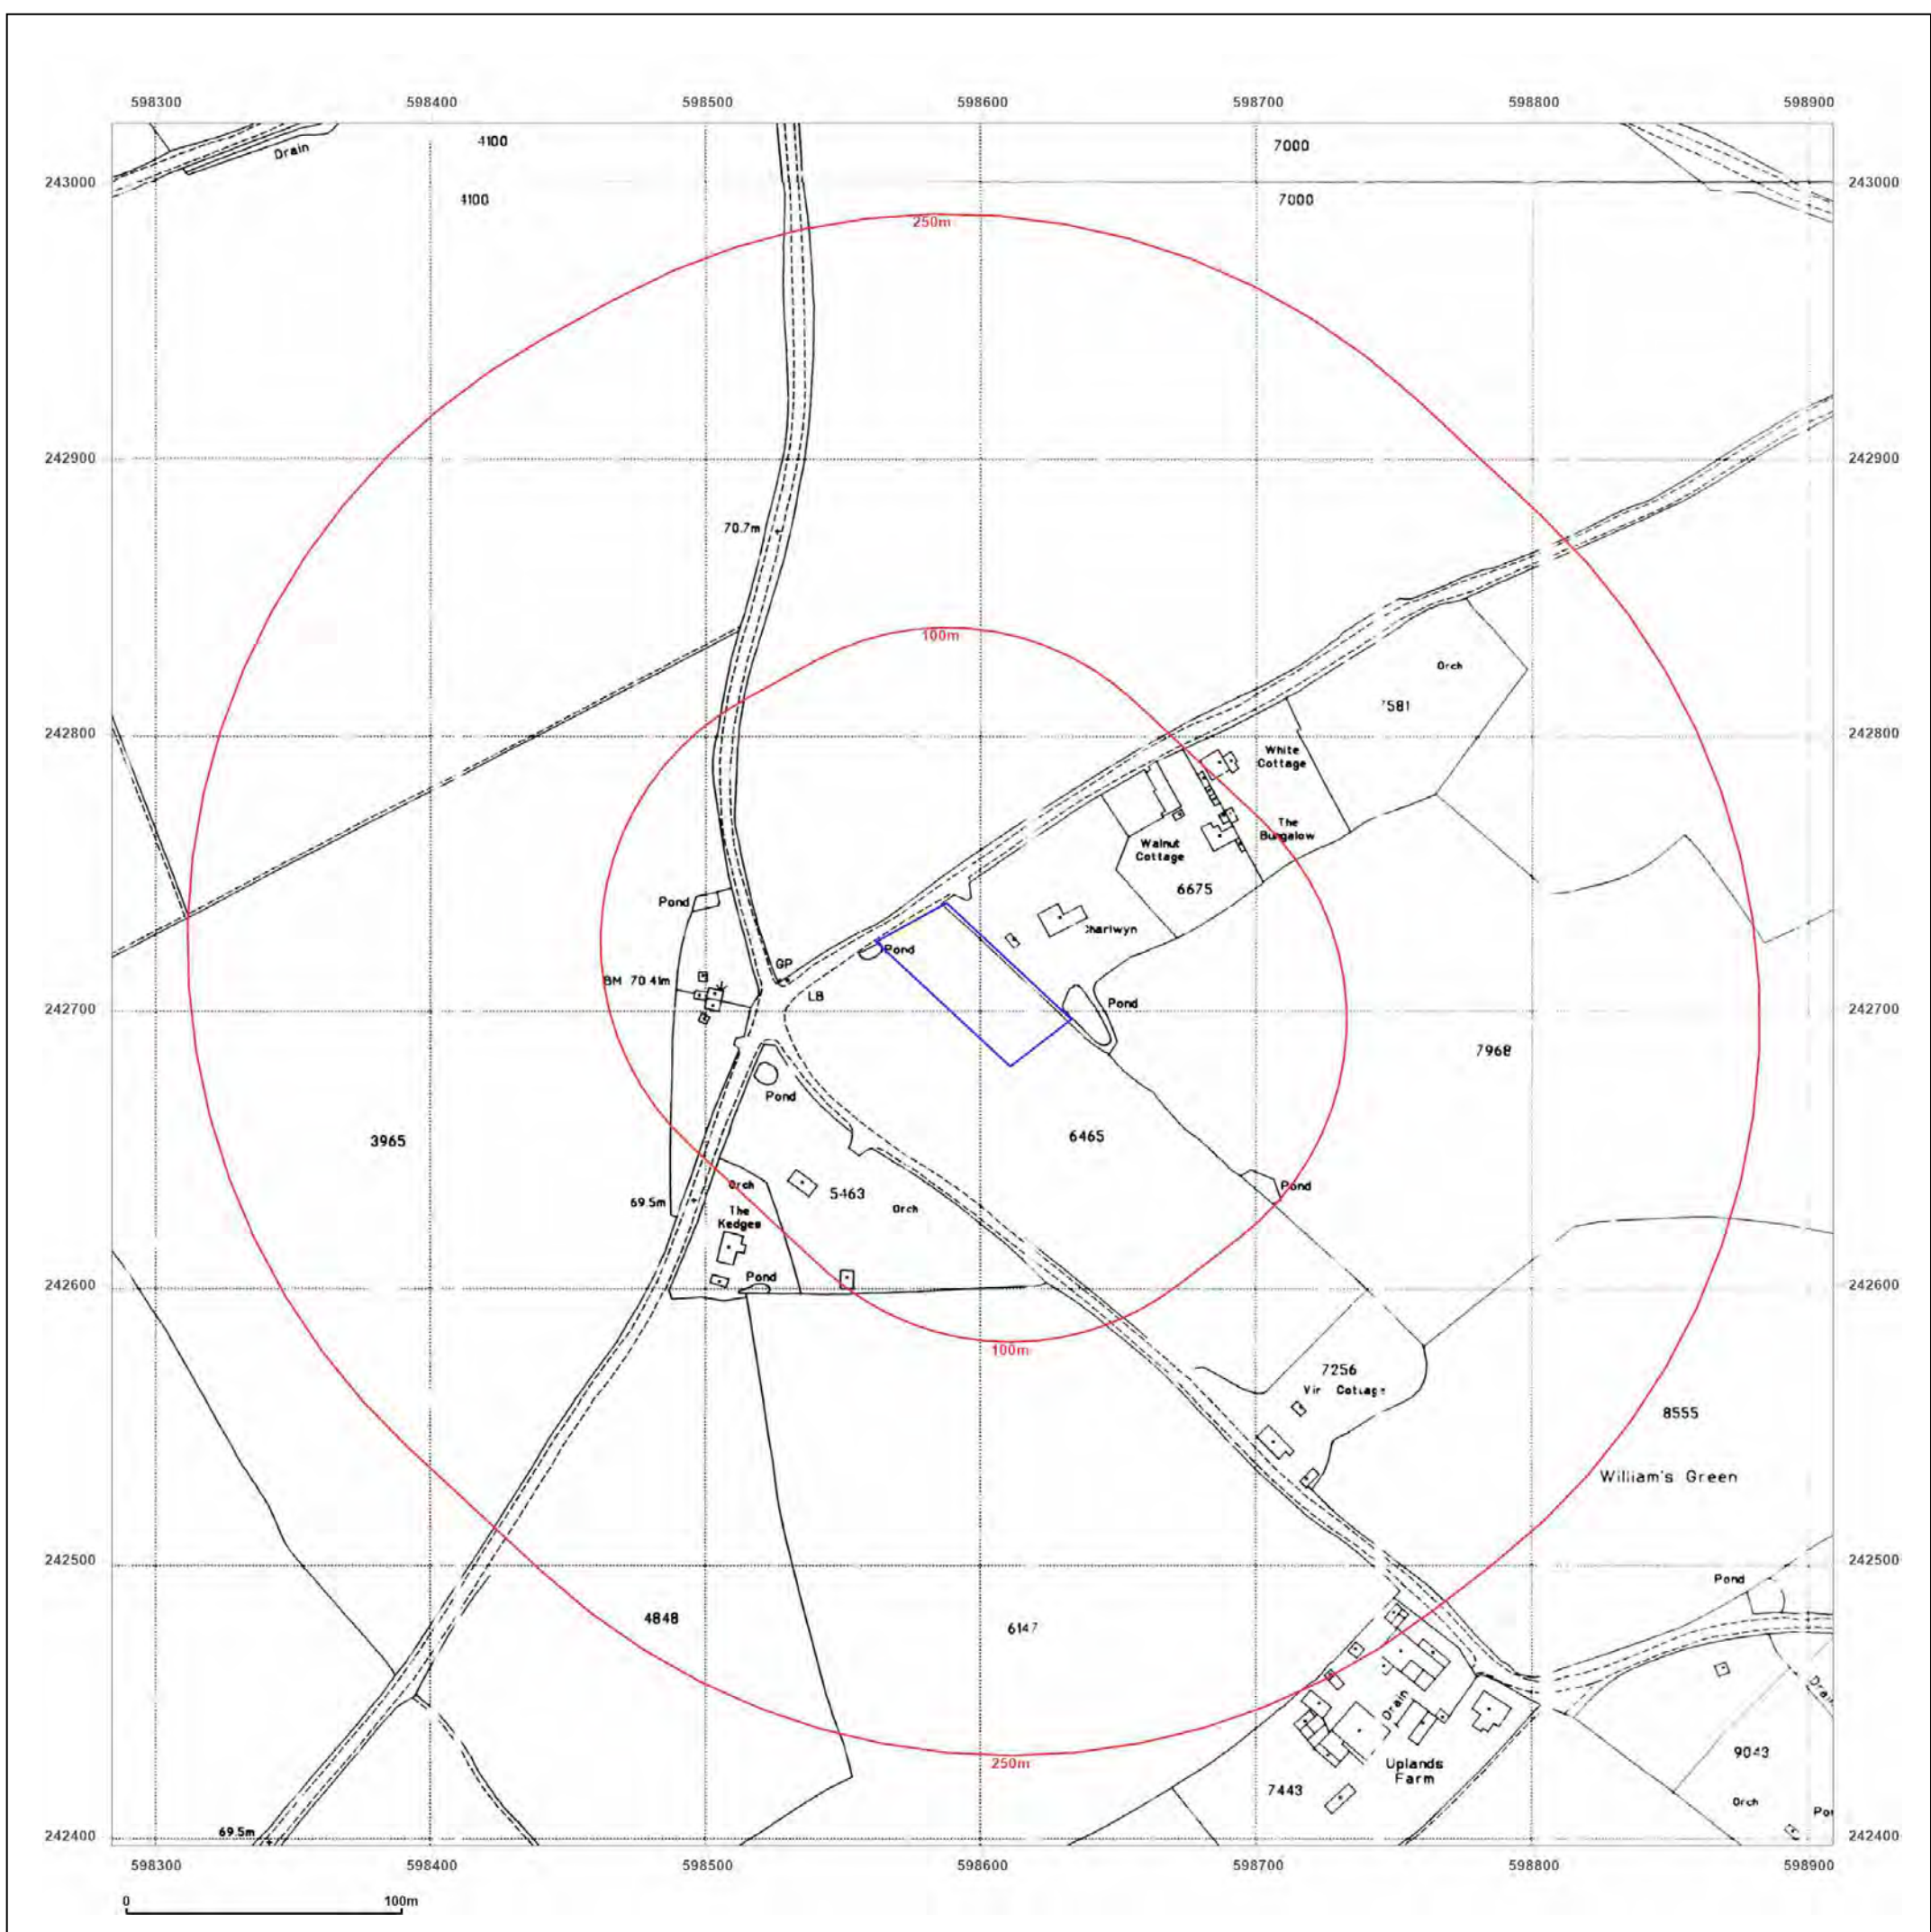 598300 598400 598500 598600 598700 598800 598900
Drain
4100
7000
243000
243000
4100
7000
250m
242900
242900
70.7m
100m
Orch
7581
242800
242800
White
Cottage
The
Bungalow
Walnut
Cottage
6675
Pond
Charlwyn
Pond
GP
BM 70.41m
LB
Pond
242700
242700
7968
Pond
3965
6465
Pond
Orch
5463
69.5m
Orch
The
Kedges
Pond
242600
242600
100m
7256
Cottage
8555
William's Green
242500
242500
Pond
4848
6147
Drain
Drain
9043
250m
Uplands
Farm
7443
Orch
69.5m
242400
242400
598300 598400 598500 598600 598700 598800 598900
0 100m